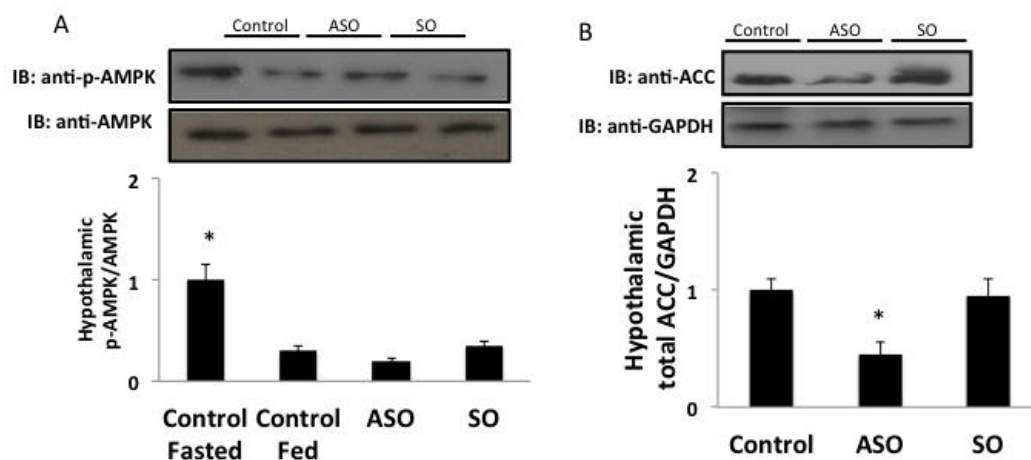 A
Control ASO SO
IB: anti-p-AMPK
IB: anti-AMPK
2
1
0
Hypothalamic
p-AMPK/AMPK
*
Control Control ASO SO
Fasted Fed
B
Control ASO SO
IB: anti-ACC
IB: anti-GAPDH
2
1
0
Hypothalamic
total ACC/GAPDH
*
Control ASO SO